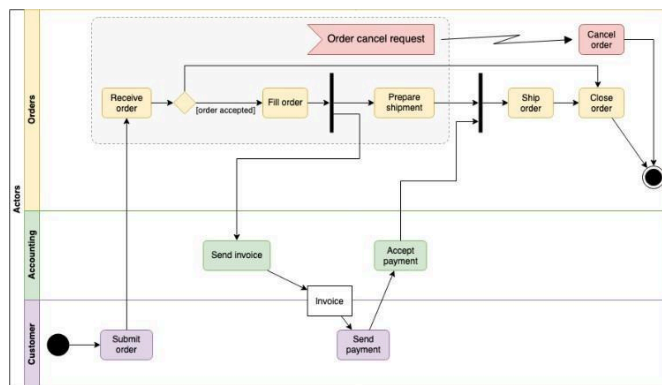 Actors
Orders
Order cancel request
Cancel
order
Receive
order
[order accepted]
Fill order
Prepare
shipment
Ship
order
Close
order
Accounting
Send invoice
Accept
payment
Invoice
Customer
Submit
order
Send
payment